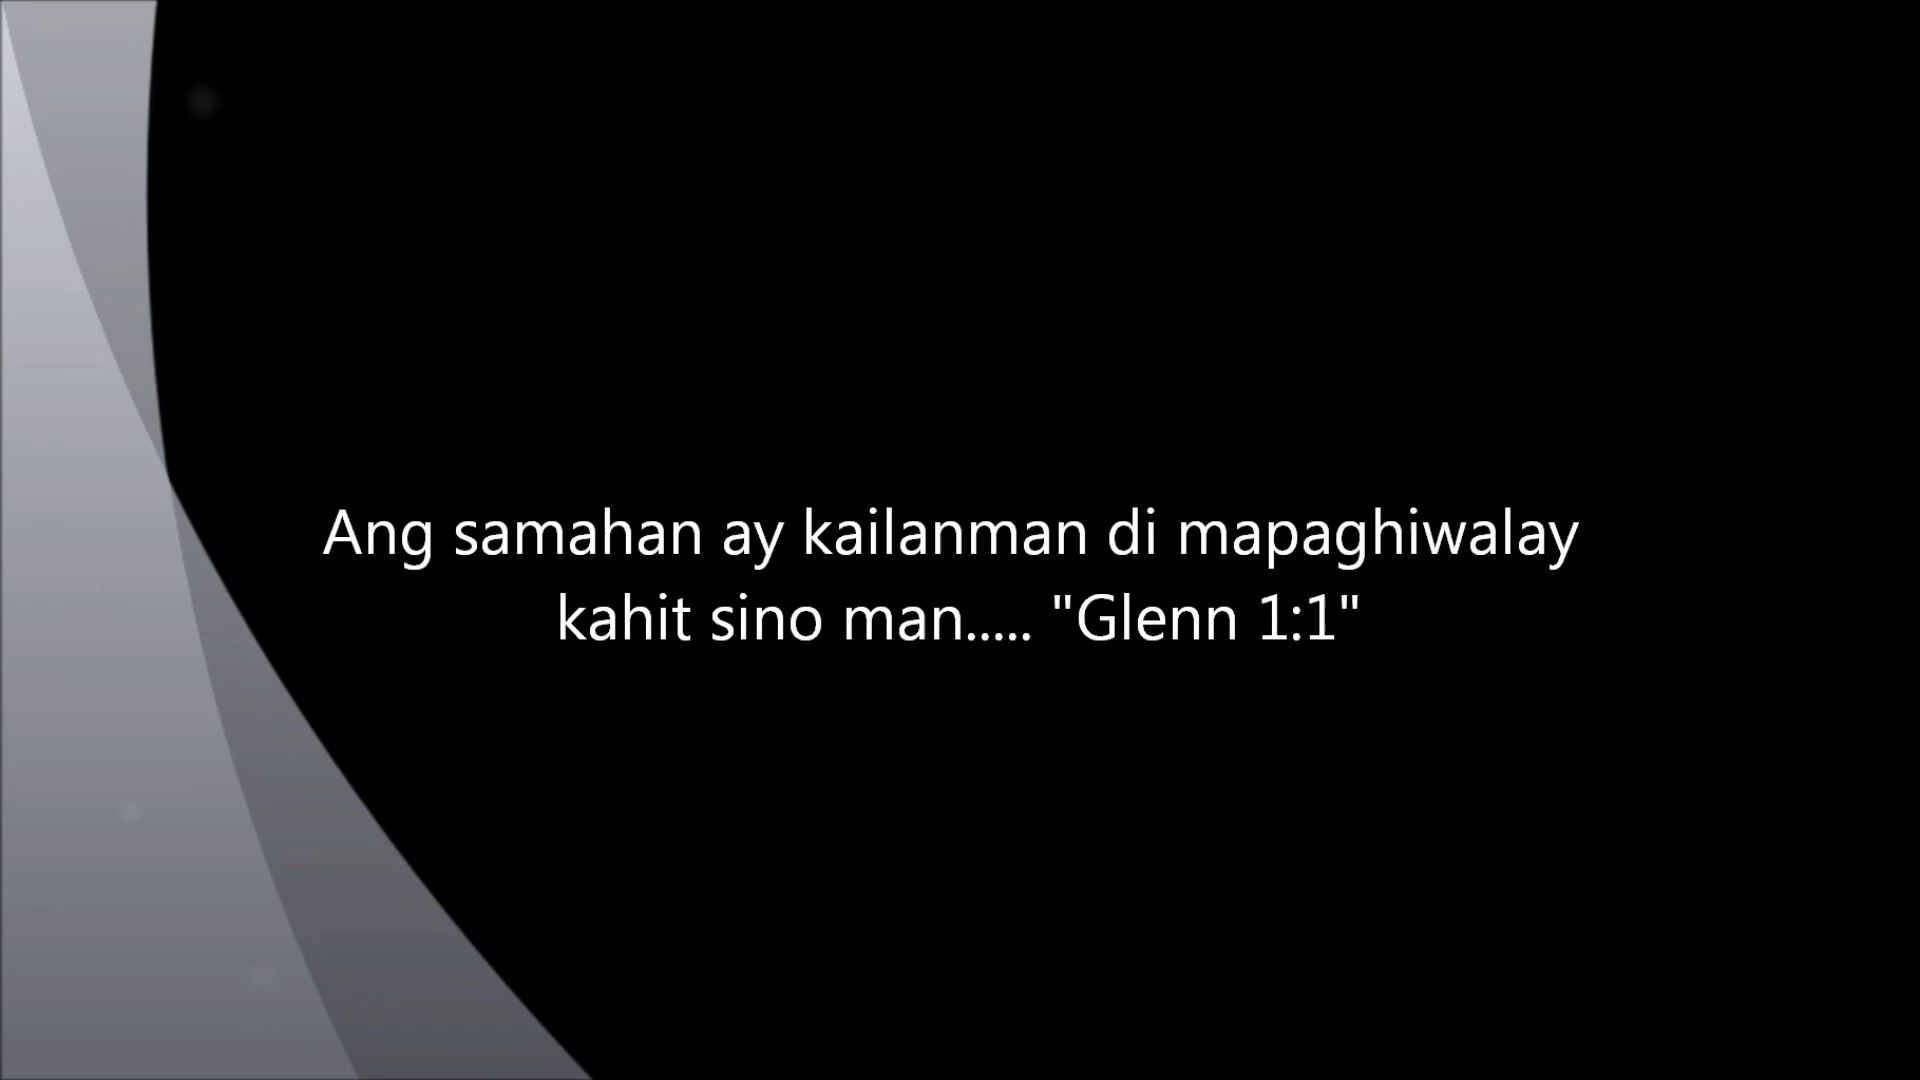 Ang samahan ay kailanman di mapaghiwalay
kahit sino man..... "Glenn 1:1"